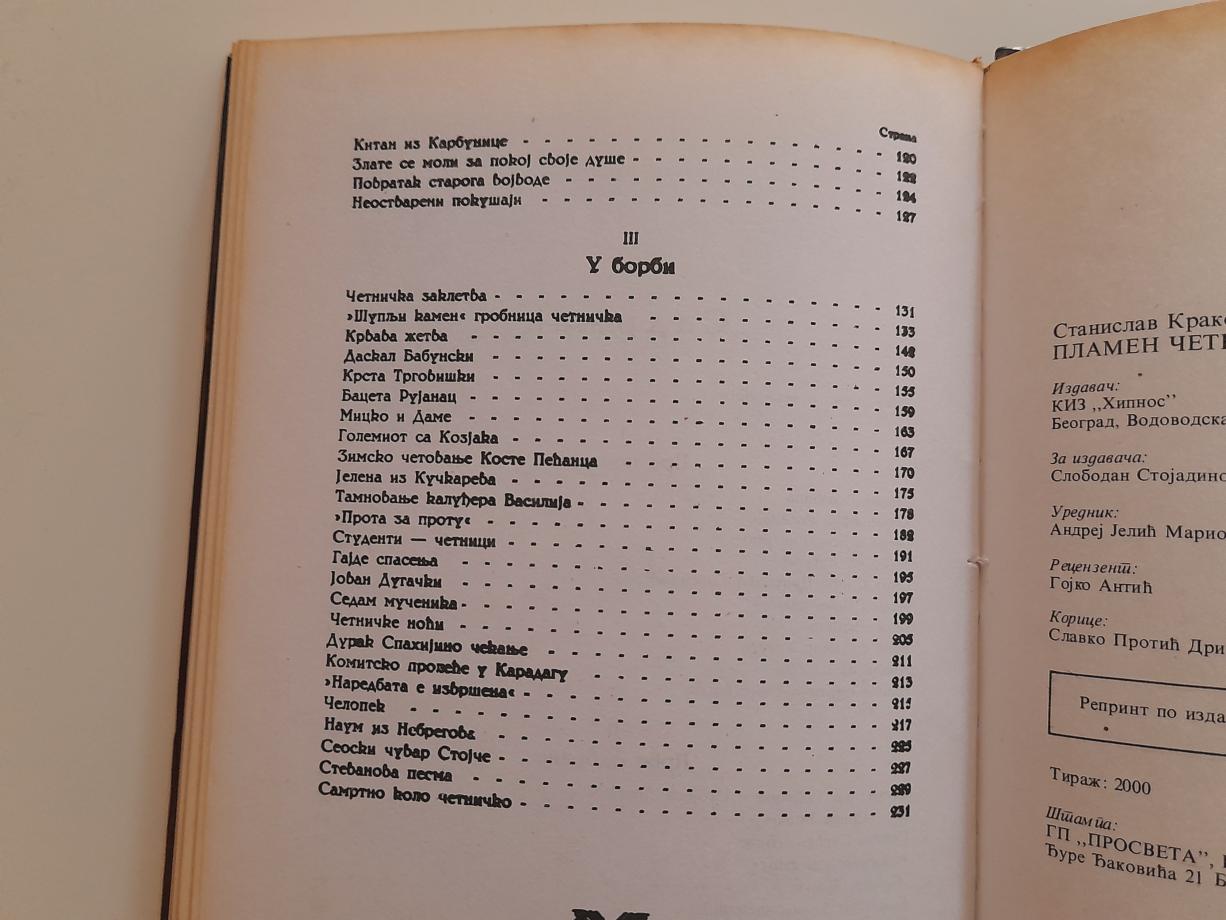 Страна
Китан из Карбунице - - - - - - - - - - - - - - - - 120
Злате се моли за покој своје душе - - - - - - - - - - - 122
Повратак старога војводе - - - - - - - - - - - - - - 124
Неостварени покушаји - - - - - - - - - - - - - - - 127
III
У борби
Четничка заклетва - - - - - - - - - - - - - - - - - 131
»Шупљи камен« гробница четничка - - - - - - - - - - 133
Крвава жетва - - - - - - - - - - - - - - - - - - 142
Даскал Бабунски - - - - - - - - - - - - - - - - - 150
Крста Трговишки - - - - - - - - - - - - - - - - - 155
Бацета Рујанац - - - - - - - - - - - - - - - - - - 159
Мицко и Даме - - - - - - - - - - - - - - - - - - 163
Големиот са Козјака - - - - - - - - - - - - - - - - 167
Зимско четовање Косте Пећанца - - - - - - - - - - - - 170
Јелена из Кучкарева - - - - - - - - - - - - - - - - 175
Тамновање калуђера Василија - - - - - - - - - - - - - 178
»Прота за проту« - - - - - - - - - - - - - - - - - 182
Студенти — четници - - - - - - - - - - - - - - - - 191
Гајде спасења - - - - - - - - - - - - - - - - - - 195
Јован Дугачки - - - - - - - - - - - - - - - - - - 197
Седам мученика - - - - - - - - - - - - - - - - - - 199
Четничке ноћи - - - - - - - - - - - - - - - - - - 205
Дурак Спахијино чекање - - - - - - - - - - - - - - - 211
Комитско пролеће у Карадагу - - - - - - - - - - - - - 213
»Наредбата е извршена« - - - - - - - - - - - - - - - 215
Челопек - - - - - - - - - - - - - - - - - - - - 217
Наум из Небрегова - - - - - - - - - - - - - - - - - 225
Сеоски чувар Стојче - - - - - - - - - - - - - - - - 227
Стеванова песма - - - - - - - - - - - - - - - - - 229
Самртно коло четничко - - - - - - - - - - - - - - - 231
Станислав Крак
ПЛАМЕН ЧЕТ
Издавач:
КИЗ ,,Хипнос”
Београд, Водоводска
За издавача:
Слободан Стојадино
Уредник:
Андреј Јелић Марио
Рецензент:
Гојко Антић
Корице:
Славко Протић Дри
Репринт по изда
Тираж: 2000
Штампа:
ГП ,,ПРОСВЕТА”,
Ђуре Ђаковића 21 Б